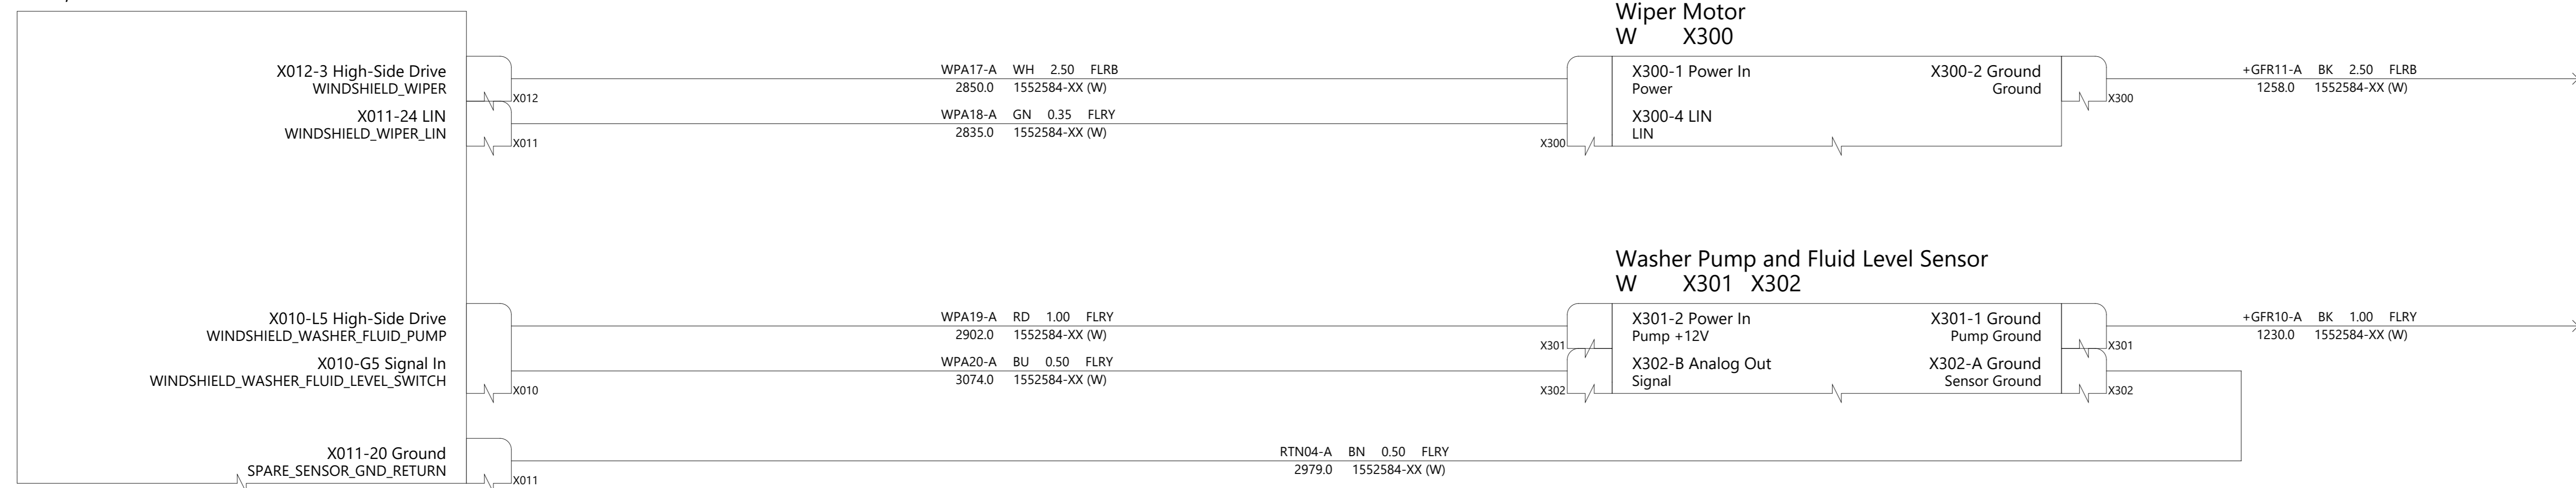 Wiper Motor
W X300
X012-3 High-Side Drive
WINDSHIELD_WIPER
X012
X011-24 LIN
WINDSHIELD_WIPER_LIN
X011
WPA17-A WH 2.50 FLRB
2850.0 1552584-XX (W)
WPA18-A GN 0.35 FLRY
2835.0 1552584-XX (W)
X300
X300-1 Power In
Power
X300-4 LIN
LIN
X300-2 Ground
Ground
X300
+GFR11-A BK 2.50 FLRB
1258.0 1552584-XX (W)
Washer Pump and Fluid Level Sensor
W X301 X302
X010-L5 High-Side Drive
WINDSHIELD_WASHER_FLUID_PUMP
X010-G5 Signal In
WINDSHIELD_WASHER_FLUID_LEVEL_SWITCH
X010
WPA19-A RD 1.00 FLRY
2902.0 1552584-XX (W)
WPA20-A BU 0.50 FLRY
3074.0 1552584-XX (W)
X301
X302
X301-2 Power In
Pump +12V
X302-B Analog Out
Signal
X301-1 Ground
Pump Ground
X302-A Ground
Sensor Ground
X301
X302
+GFR10-A BK 1.00 FLRY
1230.0 1552584-XX (W)
X011-20 Ground
SPARE_SENSOR_GND_RETURN
X011
RTN04-A BN 0.50 FLRY
2979.0 1552584-XX (W)